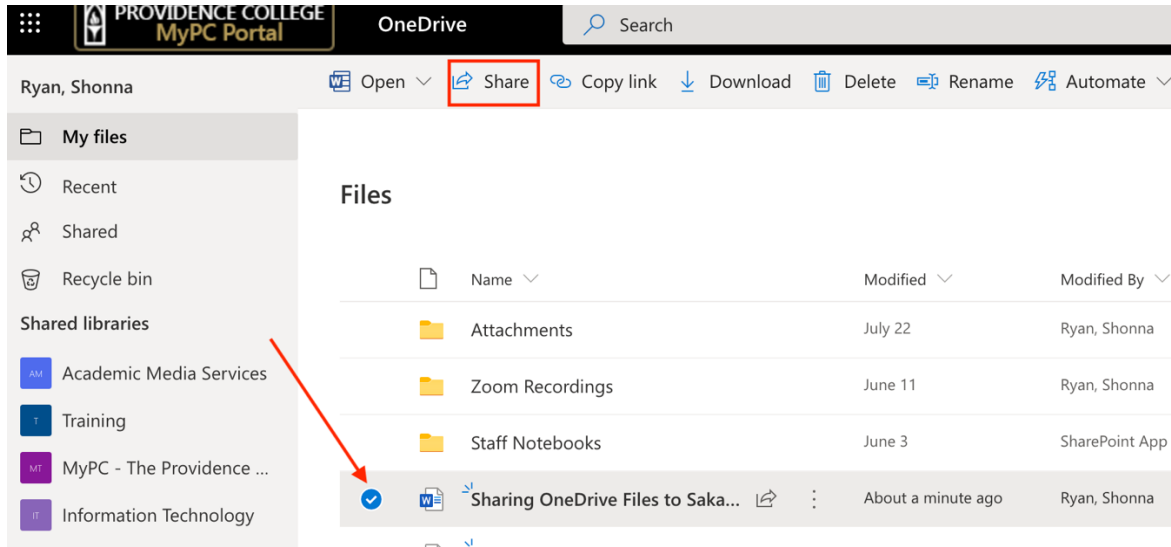 PROVIDENCE COLLEGE
MyPC Portal
OneDrive
Search
Ryan, Shonna
Open
Share
Copy link
Download
Delete
Rename
Automate
My files
Recent
Shared
Recycle bin
Shared libraries
AM Academic Media Services
T Training
MT MyPC - The Providence ...
IT Information Technology
Files
Name Modified Modified By
Attachments July 22 Ryan, Shonna
Zoom Recordings June 11 Ryan, Shonna
Staff Notebooks June 3 SharePoint App
Sharing OneDrive Files to Saka... About a minute ago Ryan, Shonna